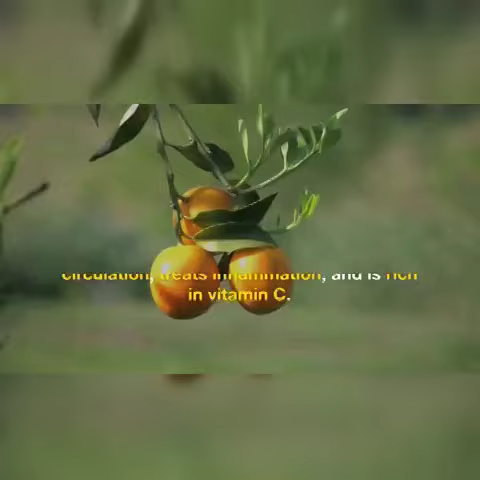 circulation, treats inflammation, and is rich
in vitamin C.